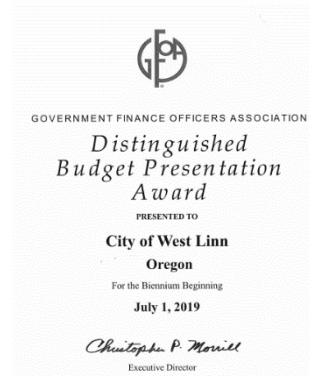 GFOA
GOVERNMENT FINANCE OFFICERS ASSOCIATION
Distinguished
Budget Presentation
Award
PRESENTED TO
City of West Linn
Oregon
For the Biennium Beginning
July 1, 2019
Christopher P. Morrill
Executive Director